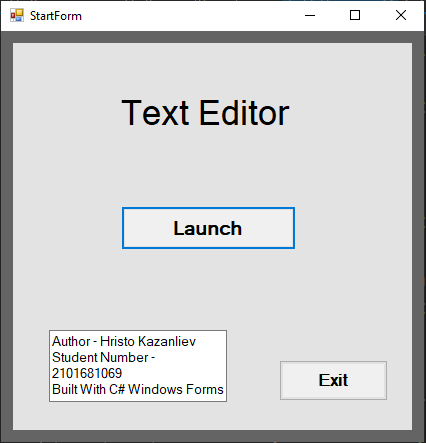 StartForm
Text Editor
Launch
Author - Hristo Kazanliev
Student Number -
2101681069
Built With C# Windows Forms
Exit